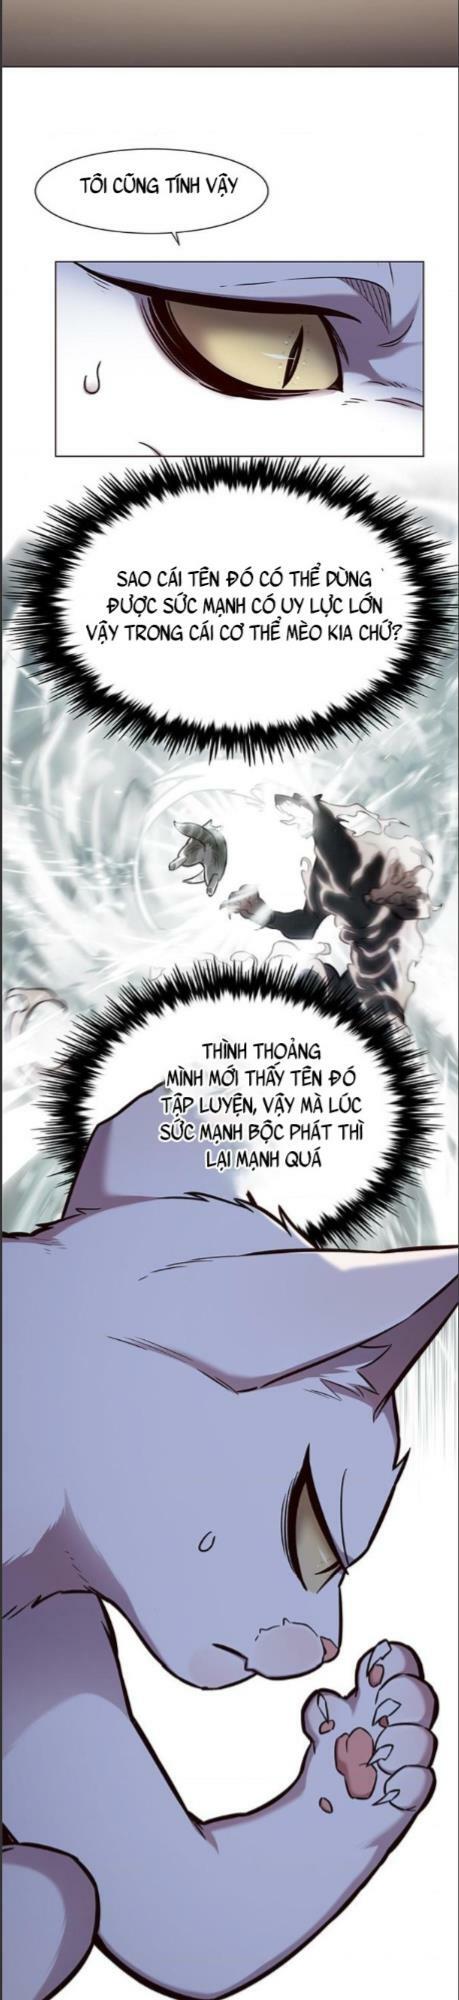 TÔI CŨNG TÍNH VẬY
SAO CÁI TÊN ĐÓ CÓ THỂ DÙNG
ĐƯỢC SỨC MẠNH CÓ UY LỰC LỚN
VẬY TRONG CÁI CƠ THỂ MÈO KIA CHỨ?
THỈNH THOẢNG
MÌNH MỚI THẤY TÊN ĐÓ
TẬP LUYỆN, VẬY MÀ LÚC
SỨC MẠNH BỘC PHÁT THÌ
LẠI MẠNH QUÁ